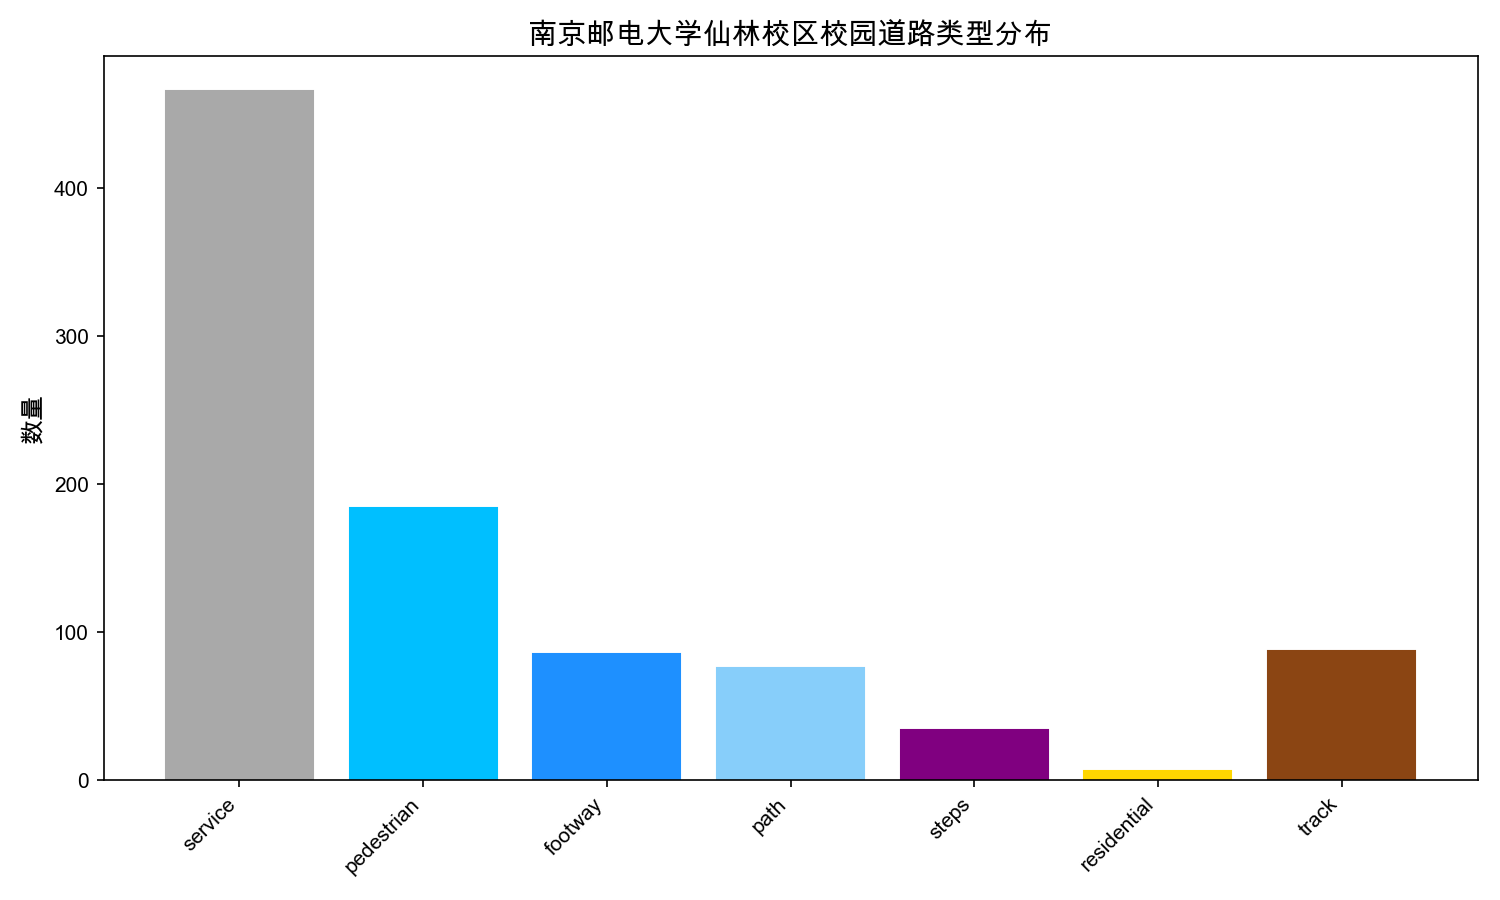 南京邮电大学仙林校区校园道路类型分布
数量
400
300
200
100
0
service
pedestrian
footway
path
steps
residential
track